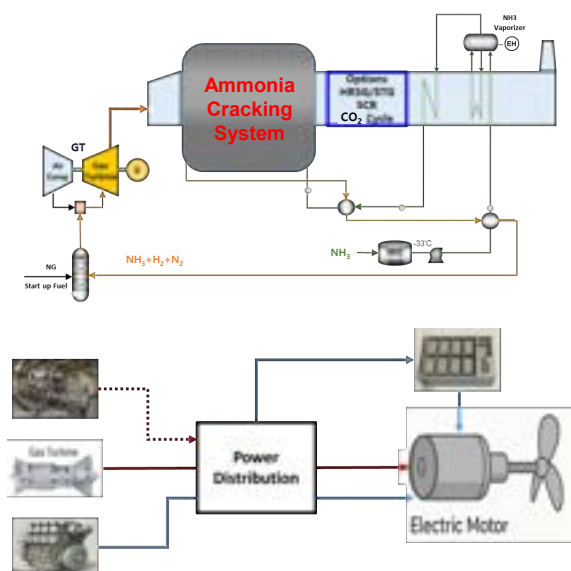 NH3
Vaporizer
EH
Ammonia
Cracking
System
Options
HRSG/STG
SCR
CO₂ Cycle
GT
Air
Comp
Gas
Turbine
G
NH₃
-33℃
NG
Start up Fuel
NH₃+H₂+N₂
Gas Turbine
Power
Distribution
Electric Motor